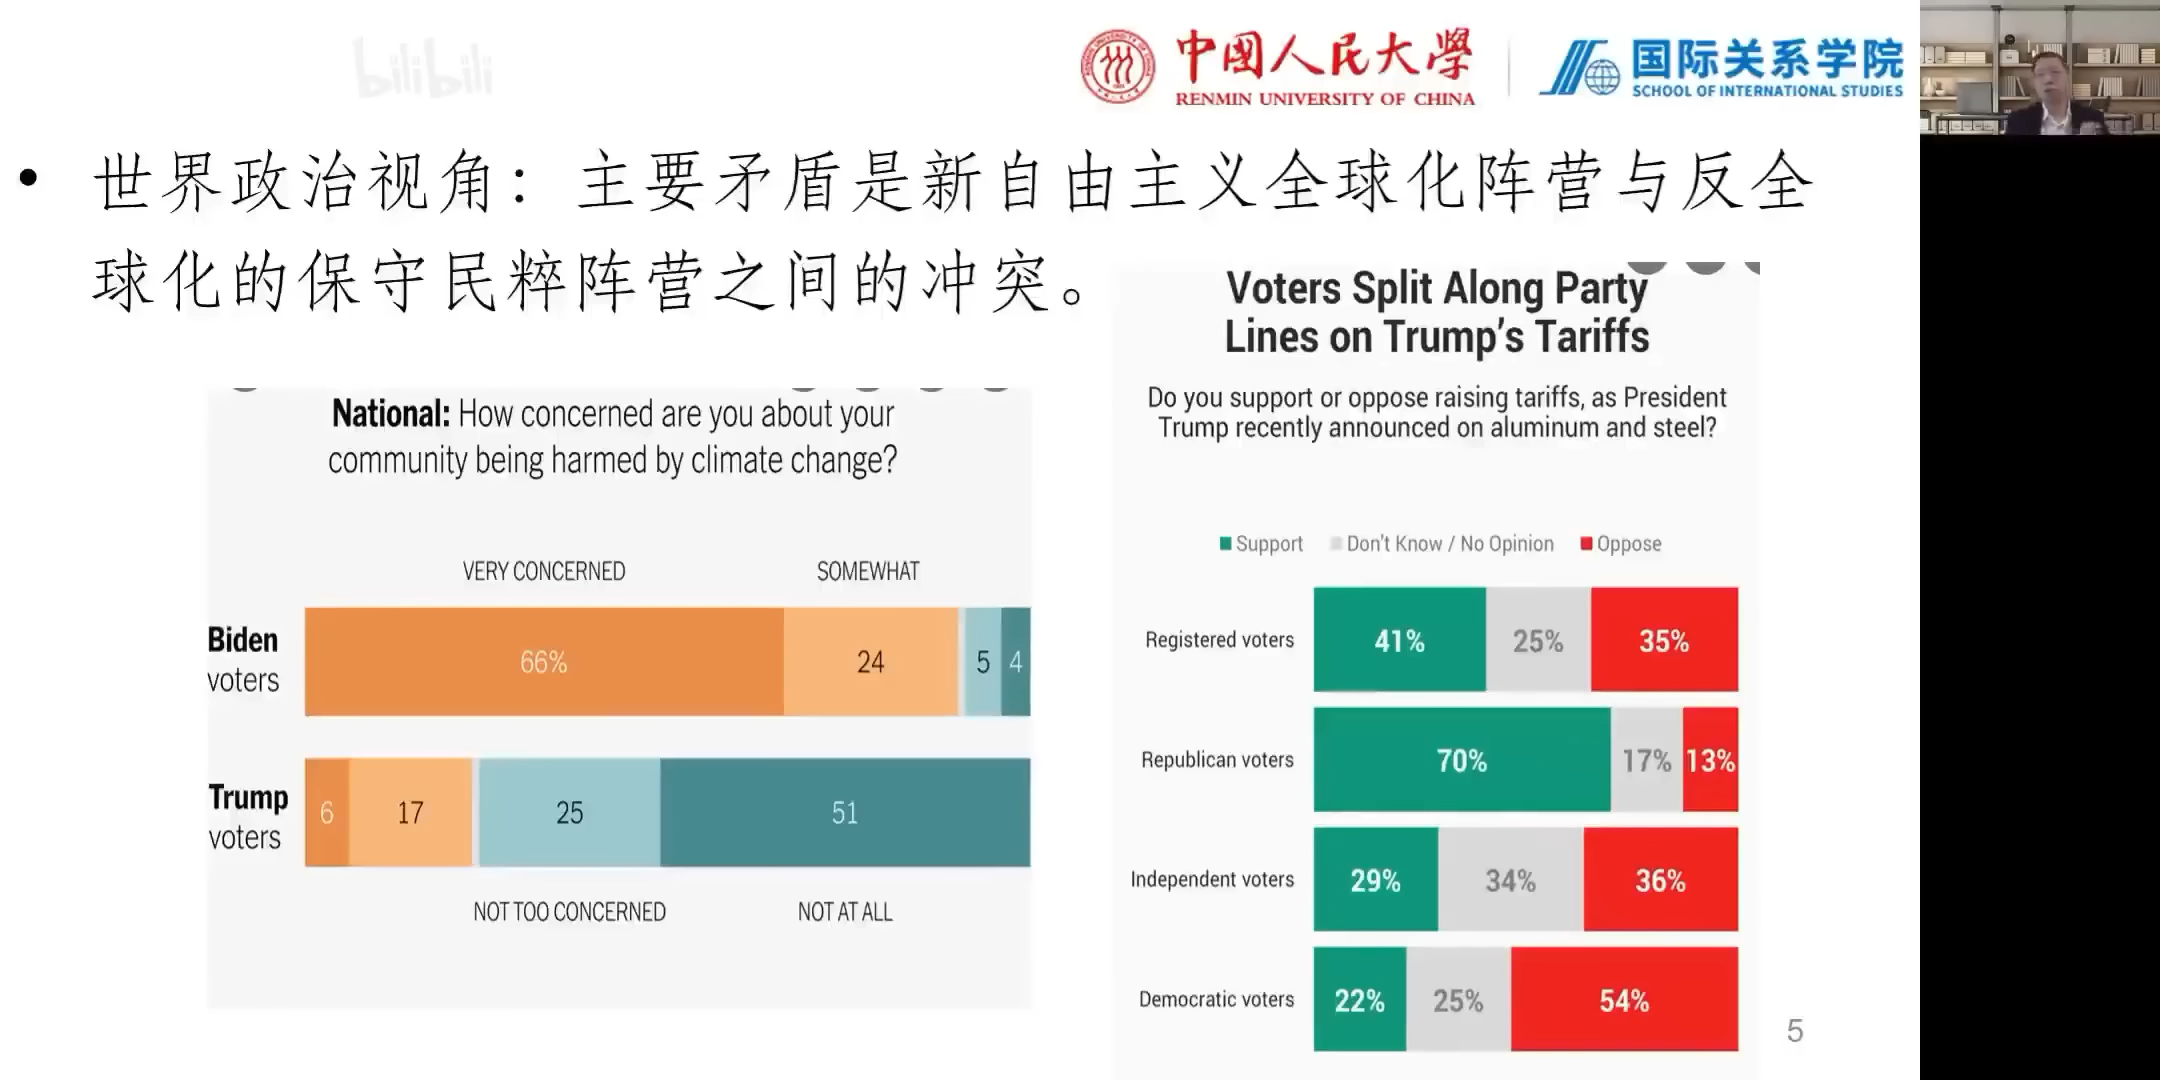 bilibili
中國人民大學
RENMIN UNIVERSITY OF CHINA
国际关系学院
SCHOOL OF INTERNATIONAL STUDIES
• 世界政治视角：主要矛盾是新自由主义全球化阵营与反全
球化的保守民粹阵营之间的冲突。
National: How concerned are you about your
community being harmed by climate change?
VERY CONCERNED SOMEWHAT
Biden
voters
66% 24 5 4
Trump
voters
6 17 25 51
NOT TOO CONCERNED NOT AT ALL
Voters Split Along Party
Lines on Trump's Tariffs
Do you support or oppose raising tariffs, as President
Trump recently announced on aluminum and steel?
Support Don't Know / No Opinion Oppose
Registered voters 41% 25% 35%
Republican voters 70% 17% 13%
Independent voters 29% 34% 36%
Democratic voters 22% 25% 54%
5